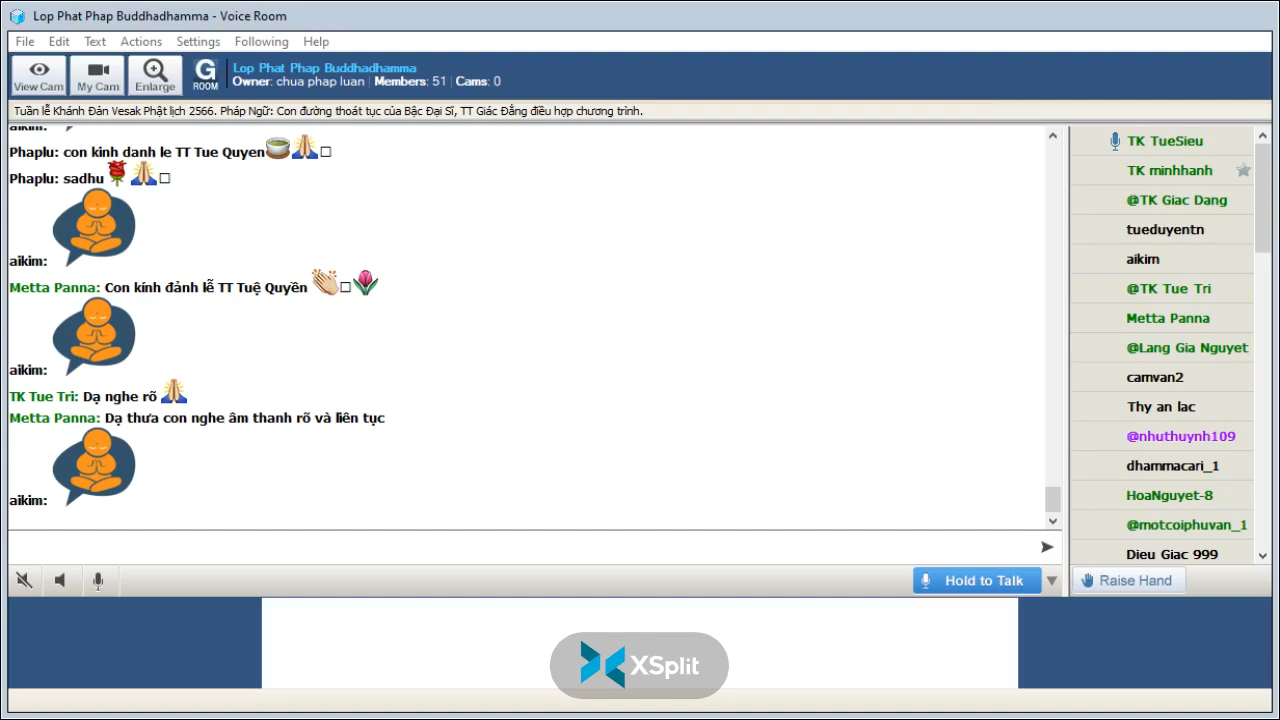 Lop Phat Phap Buddhadhamma - Voice Room
File Edit Text Actions Settings Following Help
View Cam My Cam Enlarge G ROOM
Lop Phat Phap Buddhadhamma
Owner: chua phap luan | Members: 51 | Cams: 0
Tuần lễ Khánh Đản Vesak Phật lịch 2566. Pháp Ngữ: Con đường thoát tục của Bậc Đại Sĩ, TT Giác Đẳng điều hợp chương trình.
aikim:
Phaplu: con kinh danh le TT Tue Quyen
Phaplu: sadhu
aikim:
Metta Panna: Con kính đảnh lễ TT Tuệ Quyền
aikim:
TK Tue Tri: Dạ nghe rõ
Metta Panna: Dạ thưa con nghe âm thanh rõ và liên tục
aikim:
TK TueSieu
TK minhhanh
@TK Giac Dang
tueduyentn
aikim
@TK Tue Tri
Metta Panna
@Lang Gia Nguyet
camvan2
Thy an lac
@nhuthuynh109
dhammacari_1
HoaNguyet-8
@motcoiphuvan_1
Dieu Giac 999
Hold to Talk
Raise Hand
XSplit